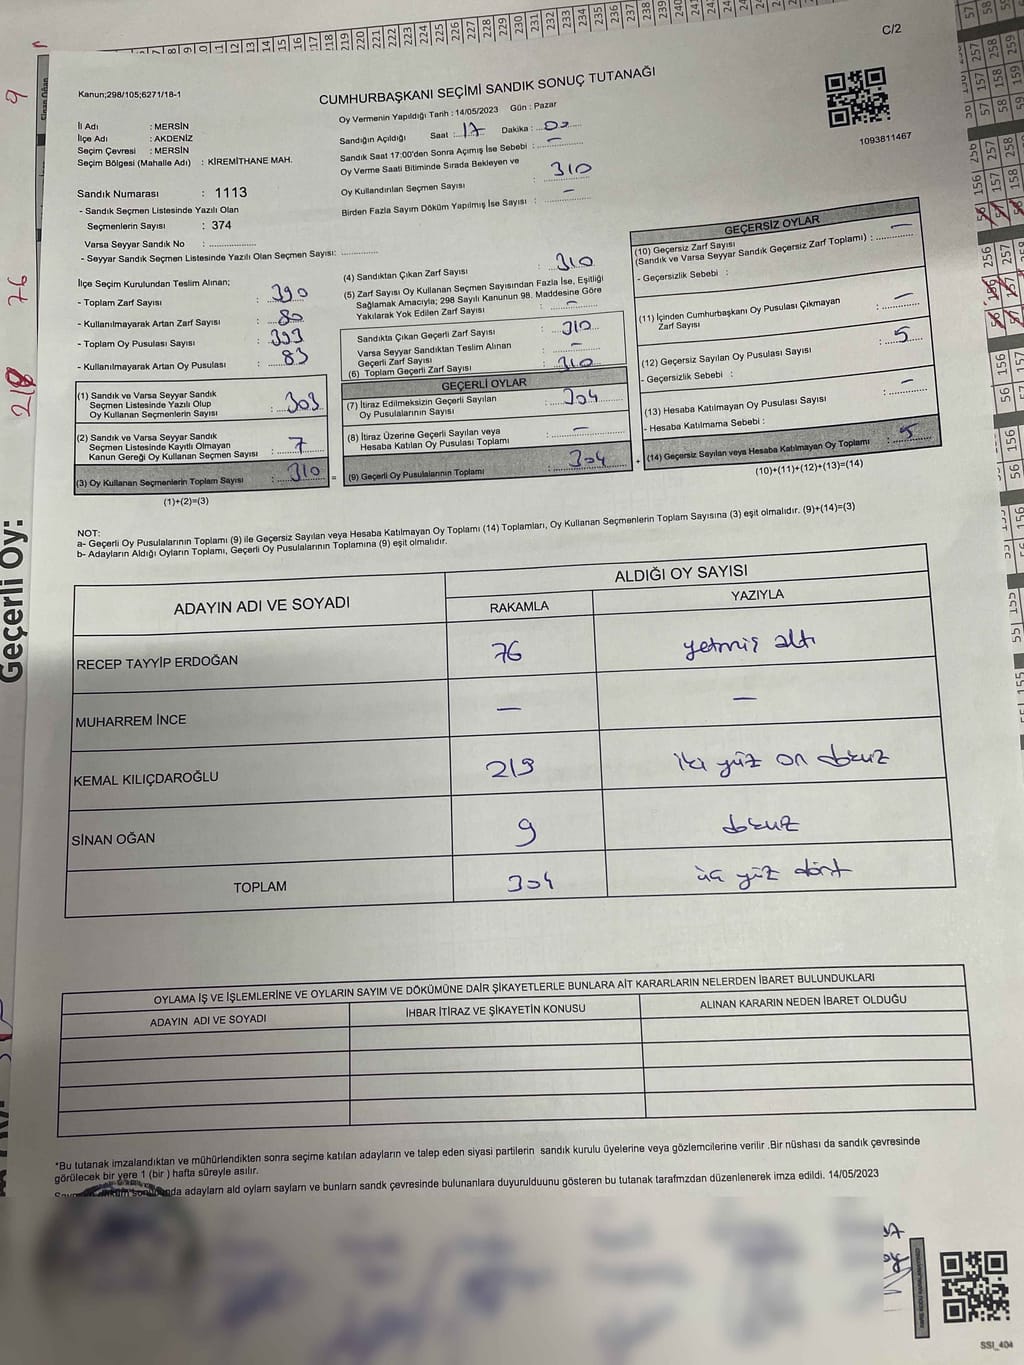 C/2
Kanun;298/105;6271/18-1
CUMHURBAŞKANI SEÇİMİ SANDIK SONUÇ TUTANAĞI
Oy Vermenin Yapıldığı Tarih : 14/05/2023 Gün : Pazar
Sandığın Açıldığı Saat : 17 Dakika : 00
Sandık Saat 17:00'den Sonra Açımış İse Sebebi : –
Oy Verme Saati Bitiminde Sırada Bekleyen ve
Oy Kullandırılan Seçmen Sayısı : 310
Birden Fazla Sayım Döküm Yapılmış İse Sayısı : –
1093811467
İl Adı : MERSİN
İlçe Adı : AKDENİZ
Seçim Çevresi : MERSİN
Seçim Bölgesi (Mahalle Adı) : KİREMİTHANE MAH.
Sandık Numarası : 1113
- Sandık Seçmen Listesinde Yazılı Olan
Seçmenlerin Sayısı : 374
Varsa Seyyar Sandık No :
- Seyyar Sandık Seçmen Listesinde Yazılı Olan Seçmen Sayısı:
İlçe Seçim Kurulundan Teslim Alınan;
- Toplam Zarf Sayısı : 390
- Kullanılmayarak Artan Zarf Sayısı : 80
- Toplam Oy Pusulası Sayısı : 393
- Kullanılmayarak Artan Oy Pusulası : 83
(1) Sandık ve Varsa Seyyar Sandık
Seçmen Listesinde Yazılı Olup
Oy Kullanan Seçmenlerin Sayısı : 303
(2) Sandık ve Varsa Seyyar Sandık
Seçmen Listesinde Kayıtlı Olmayan
Kanun Gereği Oy Kullanan Seçmen Sayısı : 7
(3) Oy Kullanan Seçmenlerin Toplam Sayısı : 310
(1)+(2)=(3)
(4) Sandıktan Çıkan Zarf Sayısı : 310
(5) Zarf Sayısı Oy Kullanan Seçmen Sayısından Fazla İse, Eşitliği
Sağlamak Amacıyla; 298 Sayılı Kanunun 98. Maddesine Göre
Yakılarak Yok Edilen Zarf Sayısı : –
Sandıkta Çıkan Geçerli Zarf Sayısı : 310
Varsa Seyyar Sandıktan Teslim Alınan
Geçerli Zarf Sayısı : –
(6) Toplam Geçerli Zarf Sayısı : 310
GEÇERLİ OYLAR
(7) İtiraz Edilmeksizin Geçerli Sayılan
Oy Pusulalarının Sayısı : 304
(8) İtiraz Üzerine Geçerli Sayılan veya
Hesaba Katılan Oy Pusulası Toplamı : –
= (9) Geçerli Oy Pusulalarının Toplamı : 304
GEÇERSİZ OYLAR
(10) Geçersiz Zarf Sayısı
(Sandık ve Varsa Seyyar Sandık Geçersiz Zarf Toplamı) : –
- Geçersizlik Sebebi :
(11) İçinden Cumhurbaşkanı Oy Pusulası Çıkmayan
Zarf Sayısı : –
(12) Geçersiz Sayılan Oy Pusulası Sayısı : 5
- Geçersizlik Sebebi :
(13) Hesaba Katılmayan Oy Pusulası Sayısı : –
- Hesaba Katılmama Sebebi :
+ (14) Geçersiz Sayılan veya Hesaba Katılmayan Oy Toplamı : 5
(10)+(11)+(12)+(13)=(14)
NOT:
a- Geçerli Oy Pusulalarının Toplamı (9) ile Geçersiz Sayılan veya Hesaba Katılmayan Oy Toplamı (14) Toplamları, Oy Kullanan Seçmenlerin Toplam Sayısına (3) eşit olmalıdır. (9)+(14)=(3)
b- Adayların Aldığı Oyların Toplamı, Geçerli Oy Pusulalarının Toplamına (9) eşit olmalıdır.
ADAYIN ADI VE SOYADI
ALDIĞI OY SAYISI
RAKAMLA YAZIYLA
RECEP TAYYİP ERDOĞAN 76 yetmiş altı
MUHARREM İNCE – –
KEMAL KILIÇDAROĞLU 219 iki yüz on dokuz
SİNAN OĞAN 9 dokuz
TOPLAM 304 üç yüz dört
OYLAMA İŞ VE İŞLEMLERİNE VE OYLARIN SAYIM VE DÖKÜMÜNE DAİR ŞİKAYETLERLE BUNLARA AİT KARARLARIN NELERDEN İBARET BULUNDUKLARI
ADAYIN ADI VE SOYADI İHBAR İTİRAZ VE ŞİKAYETİN KONUSU ALINAN KARARIN NEDEN İBARET OLDUĞU
*Bu tutanak imzalandıktan ve mühürlendikten sonra seçime katılan adayların ve talep eden siyasi partilerin sandık kurulu üyelerine veya gözlemcilerine verilir .Bir nüshası da sandık çevresinde
görülecek bir yere 1 (bir ) hafta süreyle asılır.
adaylarn ald oylarn saylarn ve bunlarn sandk çevresinde bulunanlara duyurulduunu gösteren bu tutanak tarafmzdan düzenlenerek imza edildi. 14/05/2023
SSI_404
Geçerli Oy:
9
76